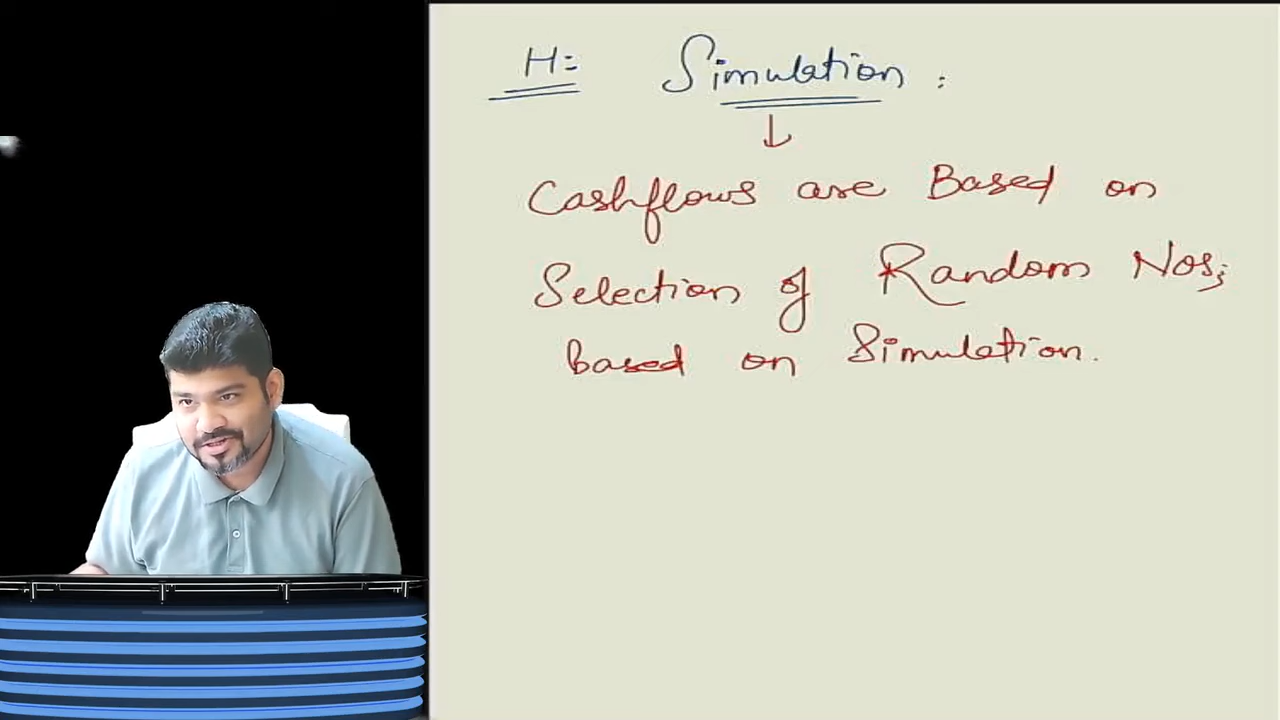 H:  Simulation :
Cashflows are Based on
Selection of Random Nos;
based on Simulation.